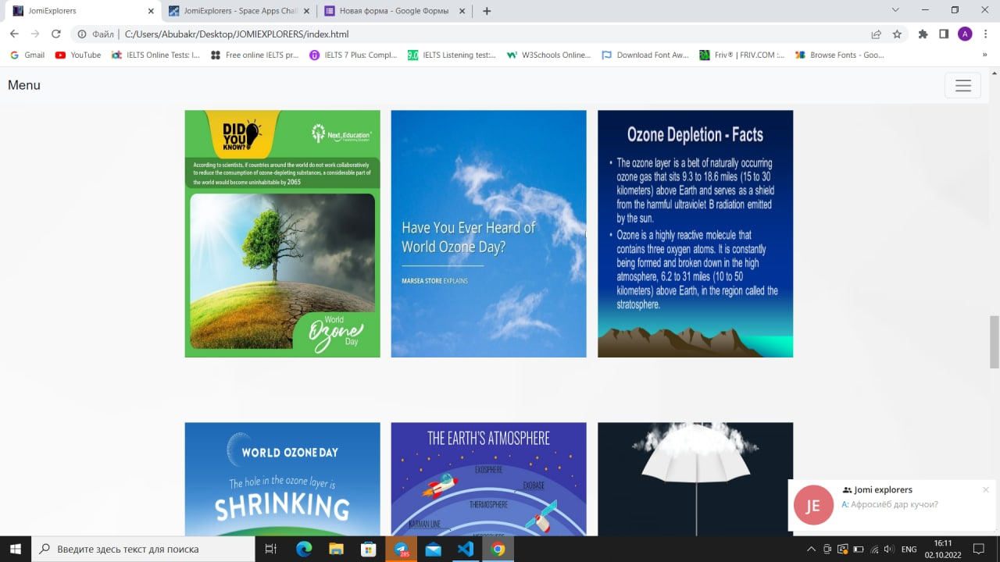 JomiExplorers
JomiExplorers - Space Apps Chall
Новая форма - Google Формы
Файл
C:/Users/Abubakr/Desktop/JOMIEXPLORERS/index.html
A
Gmail
YouTube
IELTS Online Tests: I...
Free online IELTS pr...
IELTS 7 Plus: Compl...
9.0
IELTS Listening test:...
W3Schools Online...
Download Font Aw...
Friv® | FRIV.COM :...
Browse Fonts - Goo...
»
Menu
DID
YOU
KNOW?
Next Education
According to scientists, if countries around the world do not work collaboratively
to reduce the consumption of ozone-depleting substances, a considerable part of
the world would become uninhabitable by 2065
World
Ozone
Day
Have You Ever Heard of
World Ozone Day?
MARSEA STORE EXPLAINS
Ozone Depletion - Facts
• The ozone layer is a belt of naturally occurring
ozone gas that sits 9.3 to 18.6 miles (15 to 30
kilometers) above Earth and serves as a shield
from the harmful ultraviolet B radiation emitted
by the sun.
• Ozone is a highly reactive molecule that
contains three oxygen atoms. It is constantly
being formed and broken down in the high
atmosphere, 6.2 to 31 miles (10 to 50
kilometers) above Earth, in the region called the
stratosphere.
WORLD OZONE DAY
The hole in the ozone layer is
SHRINKING
THE EARTH'S ATMOSPHERE
EXOSPHERE
EXOBASE
THERMOSPHERE
KARMAN LINE
JE
Jomi explorers
A: Афросиёб дар кучои?
Введите здесь текст для поиска
285
ENG
16:11
02.10.2022